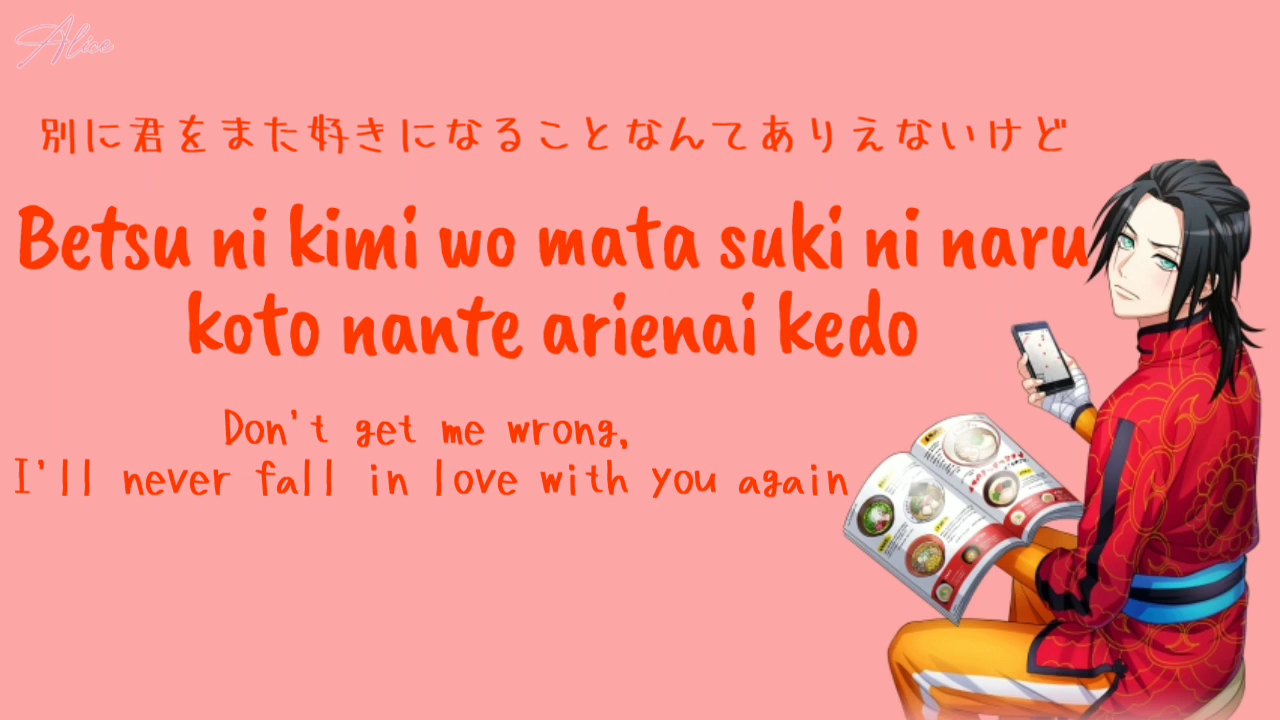 Alice
別に君をまた好きになることなんてありえないけど
Betsu ni kimi wo mata suki ni naru
koto nante arienai kedo
Don't get me wrong,
I'll never fall in love with you again